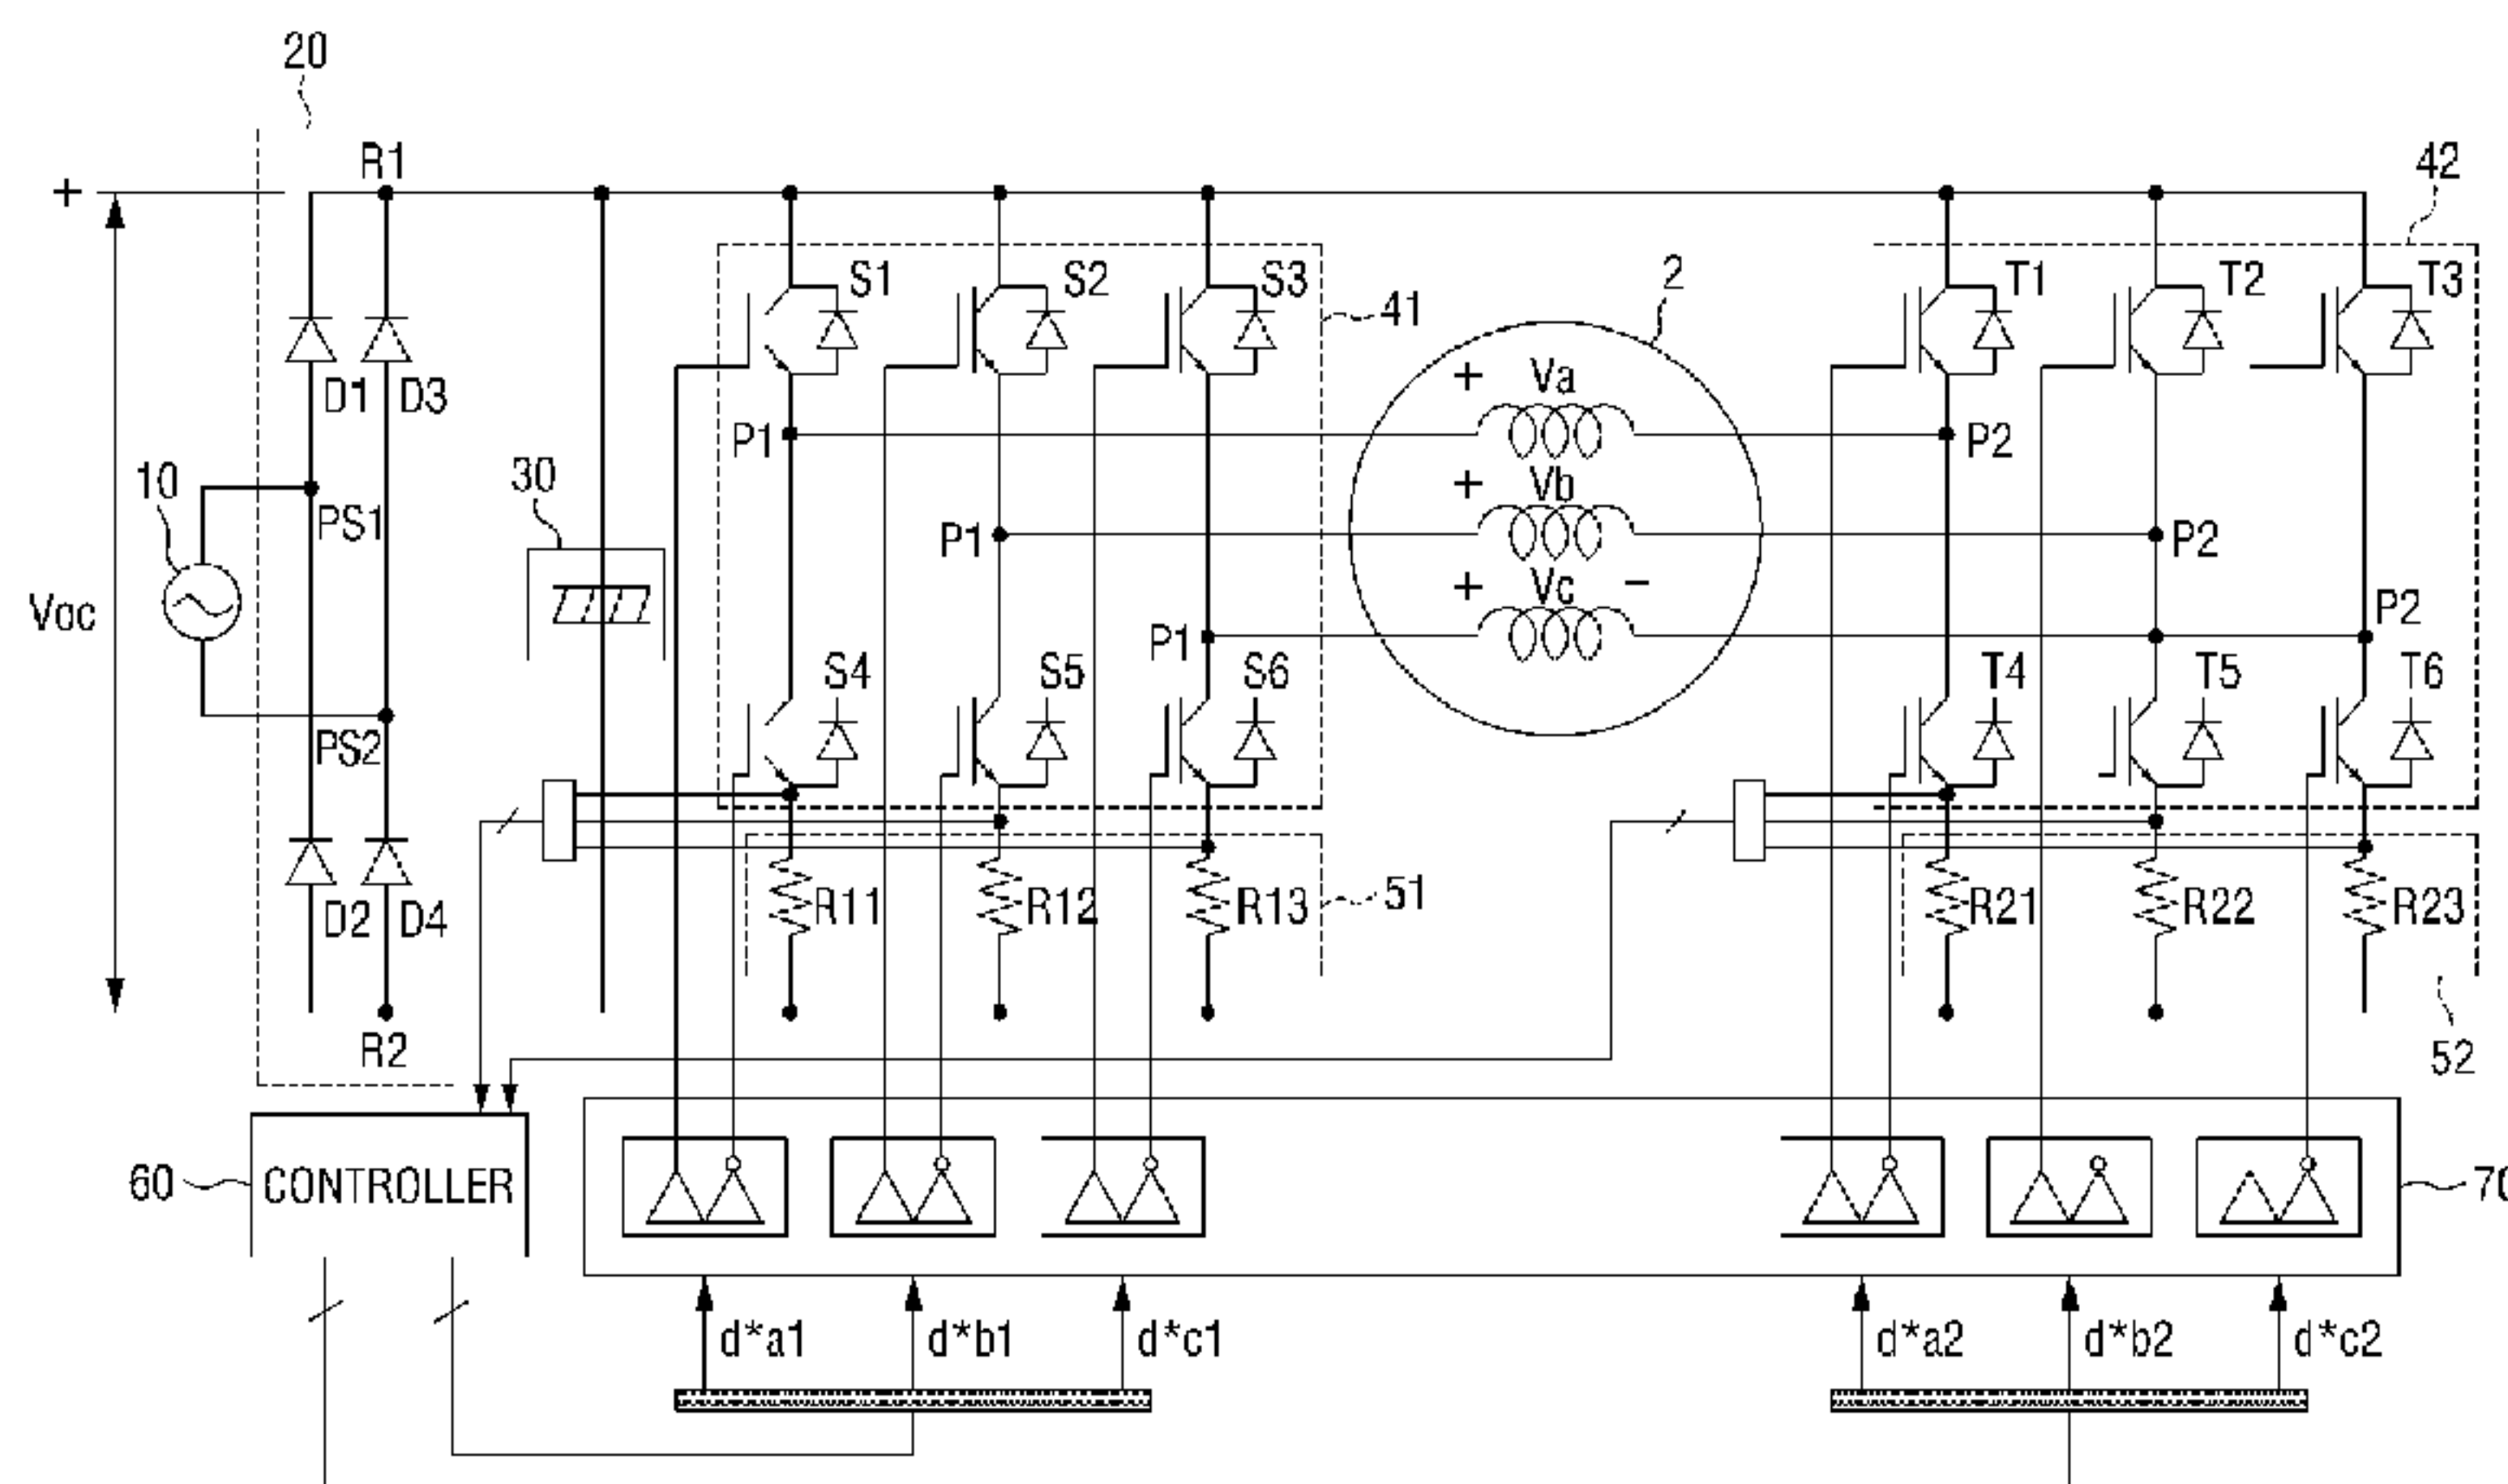 20
R1
+
42
S1
S2
S3
41
2
T1
T2
T3
D1
D3
+ Va
P1
P2
10
30
PS1
+ Vb
P1
P2
Voc
+ Vc −
P1
P2
S4
S5
S6
T4
T5
T6
PS2
D2
D4
R11
R12
R13
51
R21
R22
R23
R2
52
60
CONTROLLER
d*a1
d*b1
d*c1
d*a2
d*b2
d*c2